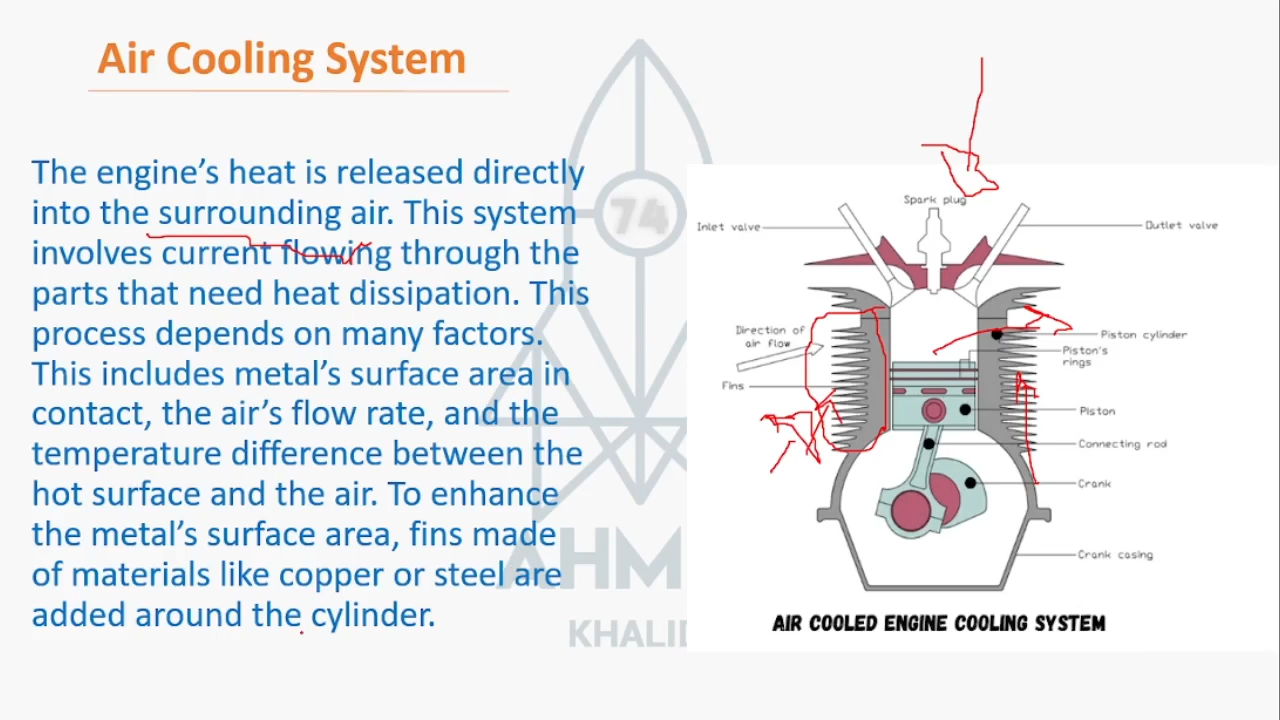 Air Cooling System
The engine’s heat is released directly
into the surrounding air. This system
involves current flowing through the
parts that need heat dissipation. This
process depends on many factors.
This includes metal’s surface area in
contact, the air’s flow rate, and the
temperature difference between the
hot surface and the air. To enhance
the metal’s surface area, fins made
of materials like copper or steel are
added around the cylinder.
74
AHM
KHALID
Spark plug
Inlet valve
Outlet valve
Direction of
air flow
Piston cylinder
Piston's
rings
Fins
Piston
Connecting rod
Crank
Crank casing
AIR COOLED ENGINE COOLING SYSTEM